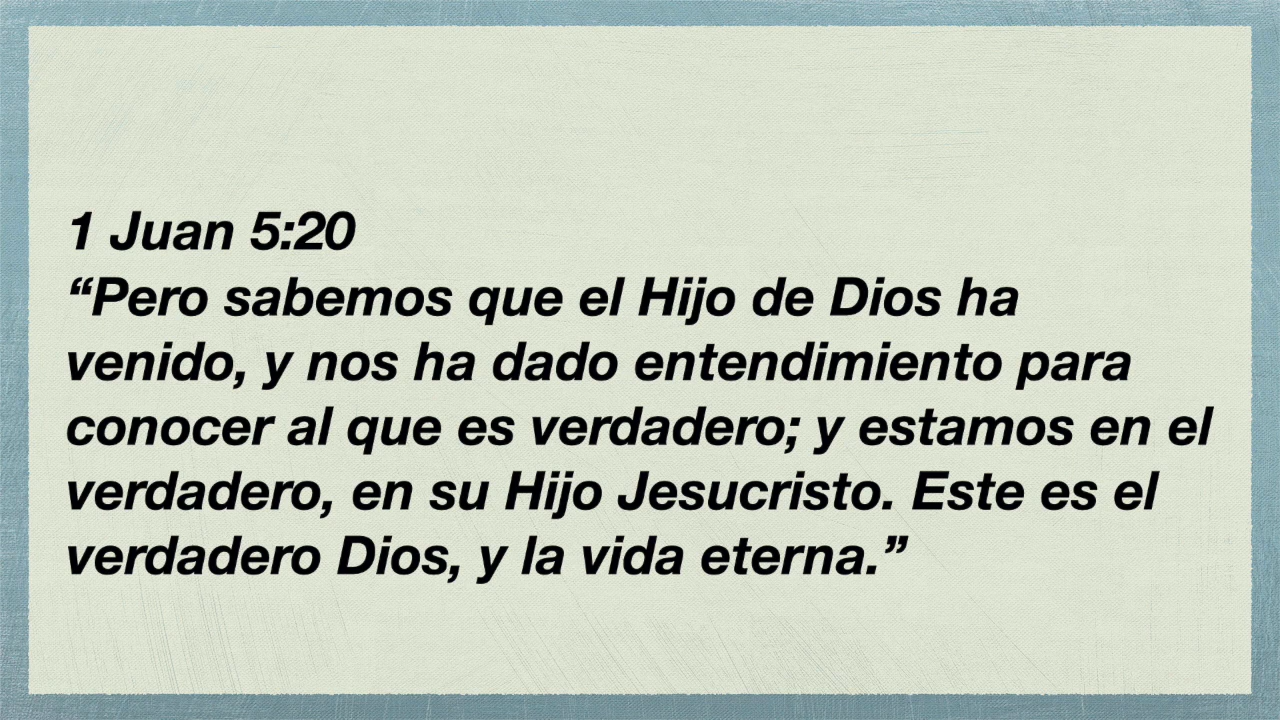 1 Juan 5:20
“Pero sabemos que el Hijo de Dios ha
venido, y nos ha dado entendimiento para
conocer al que es verdadero; y estamos en el
verdadero, en su Hijo Jesucristo. Este es el
verdadero Dios, y la vida eterna.”